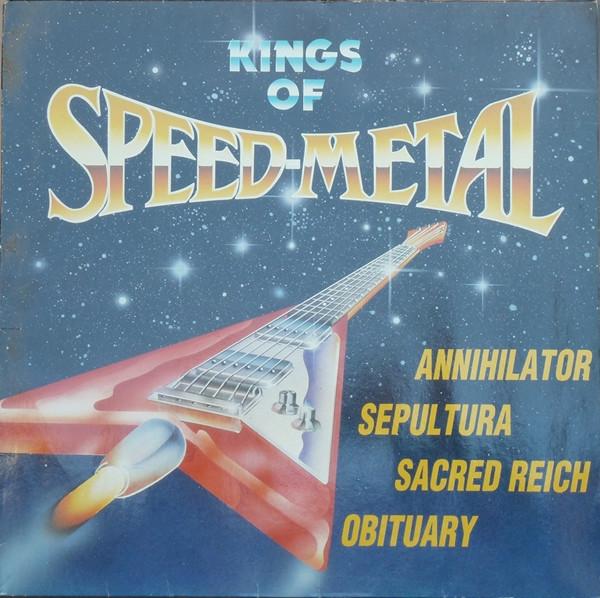 KINGS
OF
SPEED-METAL
ANNIHILATOR
SEPULTURA
SACRED REICH
OBITUARY